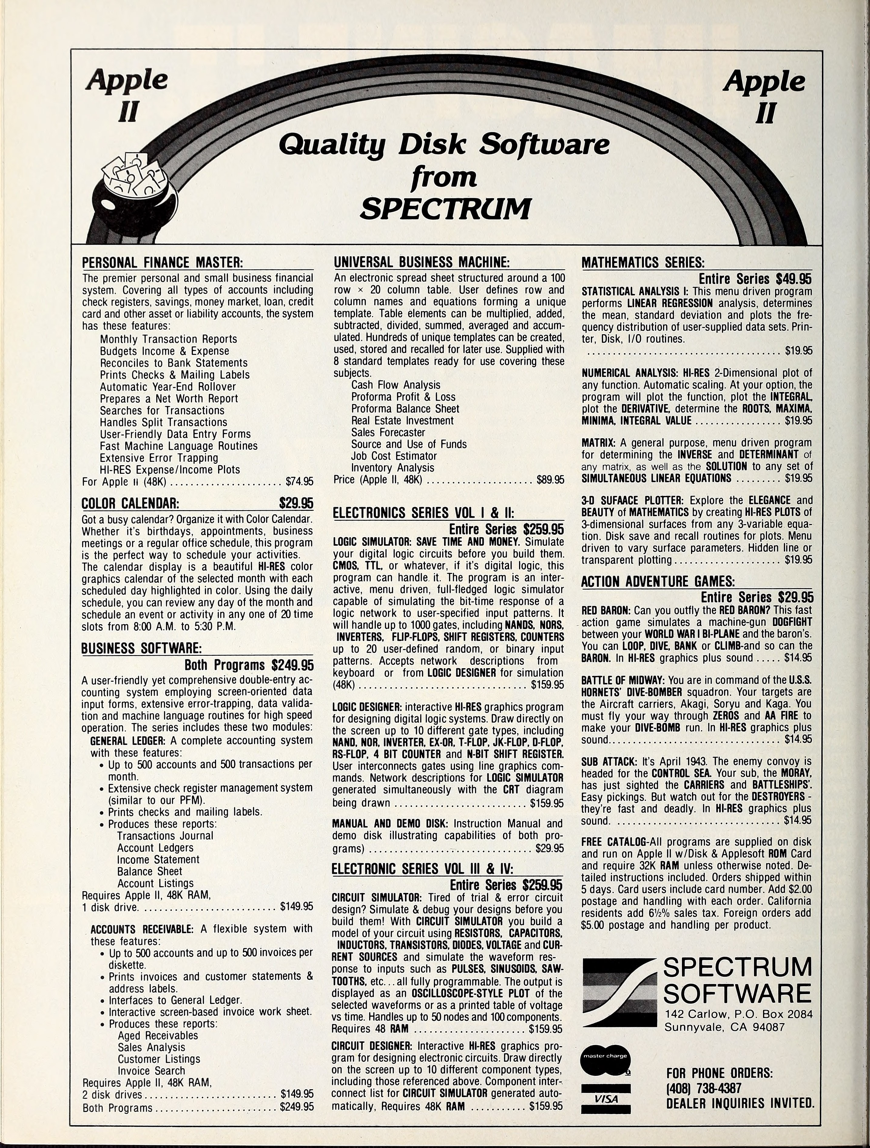 Apple
II
Apple
II
Quality Disk Software
from
SPECTRUM
PERSONAL FINANCE MASTER:
The premier personal and small business financial
system. Covering all types of accounts including
check registers, savings, money market, loan, credit
card and other asset or liability accounts, the system
has these features:
Monthly Transaction Reports
Budgets Income & Expense
Reconciles to Bank Statements
Prints Checks & Mailing Labels
Automatic Year-End Rollover
Prepares a Net Worth Report
Searches for Transactions
Handles Split Transactions
User-Friendly Data Entry Forms
Fast Machine Language Routines
Extensive Error Trapping
HI-RES Expense/Income Plots
For Apple II (48K) ...................... $74.95
COLOR CALENDAR: $29.95
Got a busy calendar? Organize it with Color Calendar.
Whether it's birthdays, appointments, business
meetings or a regular office schedule, this program
is the perfect way to schedule your activities.
The calendar display is a beautiful HI-RES color
graphics calendar of the selected month with each
scheduled day highlighted in color. Using the daily
schedule, you can review any day of the month and
schedule an event or activity in any one of 20 time
slots from 8:00 A.M. to 5:30 P.M.
BUSINESS SOFTWARE:
Both Programs $249.95
A user-friendly yet comprehensive double-entry ac-
counting system employing screen-oriented data
input forms, extensive error-trapping, data valida-
tion and machine language routines for high speed
operation. The series includes these two modules:
GENERAL LEDGER: A complete accounting system
with these features:
• Up to 500 accounts and 500 transactions per
month.
• Extensive check register management system
(similar to our PFM).
• Prints checks and mailing labels.
• Produces these reports:
Transactions Journal
Account Ledgers
Income Statement
Balance Sheet
Account Listings
Requires Apple II, 48K RAM,
1 disk drive. ...................... $149.95
ACCOUNTS RECEIVABLE: A flexible system with
these features:
• Up to 500 accounts and up to 500 invoices per
diskette.
• Prints invoices and customer statements &
address labels.
• Interfaces to General Ledger.
• Interactive screen-based invoice work sheet.
• Produces these reports:
Aged Receivables
Sales Analysis
Customer Listings
Invoice Search
Requires Apple II, 48K RAM,
2 disk drives ...................... $149.95
Both Programs ...................... $249.95
UNIVERSAL BUSINESS MACHINE:
An electronic spread sheet structured around a 100
row × 20 column table. User defines row and
column names and equations forming a unique
template. Table elements can be multiplied, added,
subtracted, divided, summed, averaged and accum-
ulated. Hundreds of unique templates can be created,
used, stored and recalled for later use. Supplied with
8 standard templates ready for use covering these
subjects.
Cash Flow Analysis
Proforma Profit & Loss
Proforma Balance Sheet
Real Estate Investment
Sales Forecaster
Source and Use of Funds
Job Cost Estimator
Inventory Analysis
Price (Apple II, 48K) ...................... $89.95
ELECTRONICS SERIES VOL I & II:
Entire Series $259.95
LOGIC SIMULATOR: SAVE TIME AND MONEY. Simulate
your digital logic circuits before you build them.
CMOS, TTL, or whatever, if it's digital logic, this
program can handle it. The program is an inter-
active, menu driven, full-fledged logic simulator
capable of simulating the bit-time response of a
logic network to user-specified input patterns. It
will handle up to 1000 gates, including NANDS, NORS,
INVERTERS, FLIP-FLOPS, SHIFT REGISTERS, COUNTERS
up to 20 user-defined random, or binary input
patterns. Accepts network descriptions from
keyboard or from LOGIC DESIGNER for simulation
(48K) ...................... $159.95
LOGIC DESIGNER: interactive HI-RES graphics program
for designing digital logic systems. Draw directly on
the screen up to 10 different gate types, including
NAND, NOR, INVERTER, EX-OR, T-FLOP, JK-FLOP, D-FLOP,
RS-FLOP, 4 BIT COUNTER and N-BIT SHIFT REGISTER.
User interconnects gates using line graphics com-
mands. Network descriptions for LOGIC SIMULATOR
generated simultaneously with the CRT diagram
being drawn ...................... $159.95
MANUAL AND DEMO DISK: Instruction Manual and
demo disk illustrating capabilities of both pro-
grams) ...................... $29.95
ELECTRONIC SERIES VOL III & IV:
Entire Series $259.95
CIRCUIT SIMULATOR: Tired of trial & error circuit
design? Simulate & debug your designs before you
build them! With CIRCUIT SIMULATOR you build a
model of your circuit using RESISTORS, CAPACITORS,
INDUCTORS, TRANSISTORS, DIODES, VOLTAGE and CUR-
RENT SOURCES and simulate the waveform res-
ponse to inputs such as PULSES, SINUSOIDS, SAW-
TOOTHS, etc... all fully programmable. The output is
displayed as an OSCILLOSCOPE-STYLE PLOT of the
selected waveforms or as a printed table of voltage
vs time. Handles up to 50 nodes and 100 components.
Requires 48 RAM ...................... $159.95
CIRCUIT DESIGNER: Interactive HI-RES graphics pro-
gram for designing electronic circuits. Draw directly
on the screen up to 10 different component types,
including those referenced above. Component inter-
connect list for CIRCUIT SIMULATOR generated auto-
matically, Requires 48K RAM ........... $159.95
MATHEMATICS SERIES:
Entire Series $49.95
STATISTICAL ANALYSIS I: This menu driven program
performs LINEAR REGRESSION analysis, determines
the mean, standard deviation and plots the fre-
quency distribution of user-supplied data sets. Prin-
ter, Disk, I/O routines.
...................... $19.95
NUMERICAL ANALYSIS: HI-RES 2-Dimensional plot of
any function. Automatic scaling. At your option, the
program will plot the function, plot the INTEGRAL,
plot the DERIVATIVE, determine the ROOTS, MAXIMA,
MINIMA, INTEGRAL VALUE ................ $19.95
MATRIX: A general purpose, menu driven program
for determining the INVERSE and DETERMINANT of
any matrix, as well as the SOLUTION to any set of
SIMULTANEOUS LINEAR EQUATIONS ......... $19.95
3-D SUFAACE PLOTTER: Explore the ELEGANCE and
BEAUTY of MATHEMATICS by creating HI-RES PLOTS of
3-dimensional surfaces from any 3-variable equa-
tion. Disk save and recall routines for plots. Menu
driven to vary surface parameters. Hidden line or
transparent plotting ...................... $19.95
ACTION ADVENTURE GAMES:
Entire Series $29.95
RED BARON: Can you outfly the RED BARON? This fast
action game simulates a machine-gun DOGFIGHT
between your WORLD WAR I BI-PLANE and the baron's.
You can LOOP, DIVE, BANK or CLIMB-and so can the
BARON. In HI-RES graphics plus sound ..... $14.95
BATTLE OF MIDWAY: You are in command of the U.S.S.
HORNETS' DIVE-BOMBER squadron. Your targets are
the Aircraft carriers, Akagi, Soryu and Kaga. You
must fly your way through ZEROS and AA FIRE to
make your DIVE-BOMB run. In HI-RES graphics plus
sound ...................... $14.95
SUB ATTACK: It's April 1943. The enemy convoy is
headed for the CONTROL SEA. Your sub, the MORAY,
has just sighted the CARRIERS and BATTLESHIPS'.
Easy pickings. But watch out for the DESTROYERS -
they're fast and deadly. In HI-RES graphics plus
sound. ...................... $14.95
FREE CATALOG-All programs are supplied on disk
and run on Apple II w/Disk & Applesoft ROM Card
and require 32K RAM unless otherwise noted. De-
tailed instructions included. Orders shipped within
5 days. Card users include card number. Add $2.00
postage and handling with each order. California
residents add 6½% sales tax. Foreign orders add
$5.00 postage and handling per product.
SPECTRUM
SOFTWARE
142 Carlow, P.O. Box 2084
Sunnyvale, CA 94087
master charge
VISA
FOR PHONE ORDERS:
(408) 738-4387
DEALER INQUIRIES INVITED.